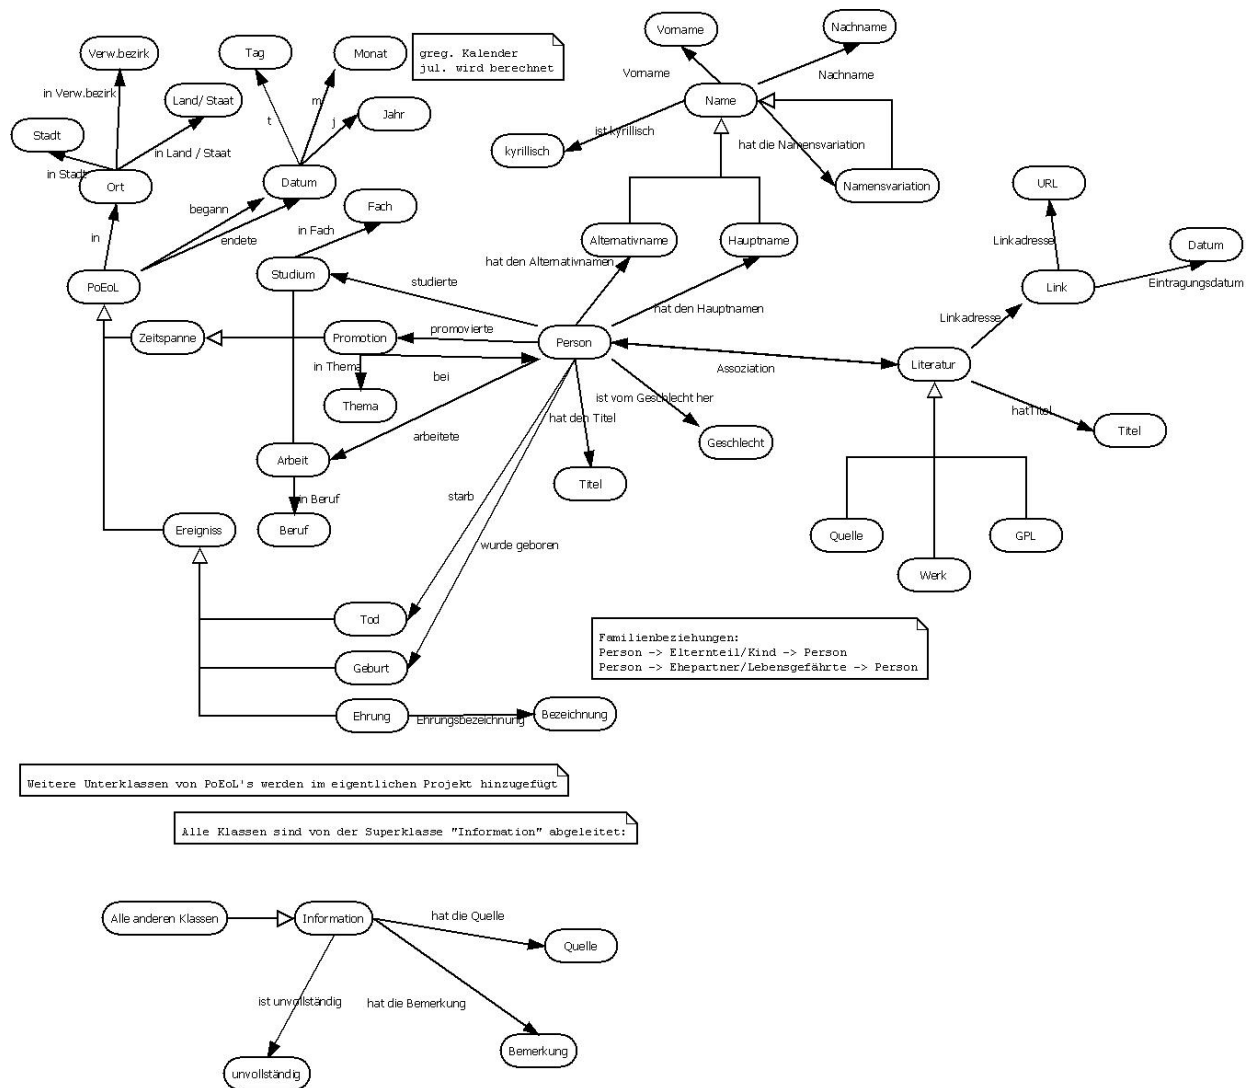 Vorname
Nachname
Verw.bezirk
Tag
Monat
greg. Kalender
jul. wird berechnet
Vorname
Nachname
in Verw.bezirk
Land/ Staat
m
Name
t
j
Jahr
Stadt
ist kyrillisch
kyrillisch
hat die Namensvariation
in Land / Staat
in Stadt
Ort
Datum
Namensvariation
URL
begann
Fach
in Fach
in
endete
Alternativname
Hauptname
Linkadresse
Datum
hat den Alternativnamen
Studium
studierte
PoEoL
Link
Eintragungsdatum
hat den Hauptnamen
Linkadresse
Zeitspanne
Promotion
promovierte
Person
in Thema
bei
Assoziation
Literatur
Thema
ist vom Geschlecht her
hat den Titel
hatTitel
Titel
arbeitete
Geschlecht
Arbeit
Titel
in Beruf
starb
Ereigniss
Beruf
wurde geboren
Quelle
GPL
Werk
Tod
Familienbeziehungen:
Person -> Elternteil/Kind -> Person
Person -> Ehepartner/Lebensgefährte -> Person
Geburt
Ehrung
Ehrungsbezeichnung
Bezeichnung
Weitere Unterklassen von PoEoL's werden im eigentlichen Projekt hinzugefügt
Alle Klassen sind von der Superklasse "Information" abgeleitet:
Alle anderen Klassen
Information
hat die Quelle
Quelle
ist unvollständig
hat die Bemerkung
Bemerkung
unvollständig